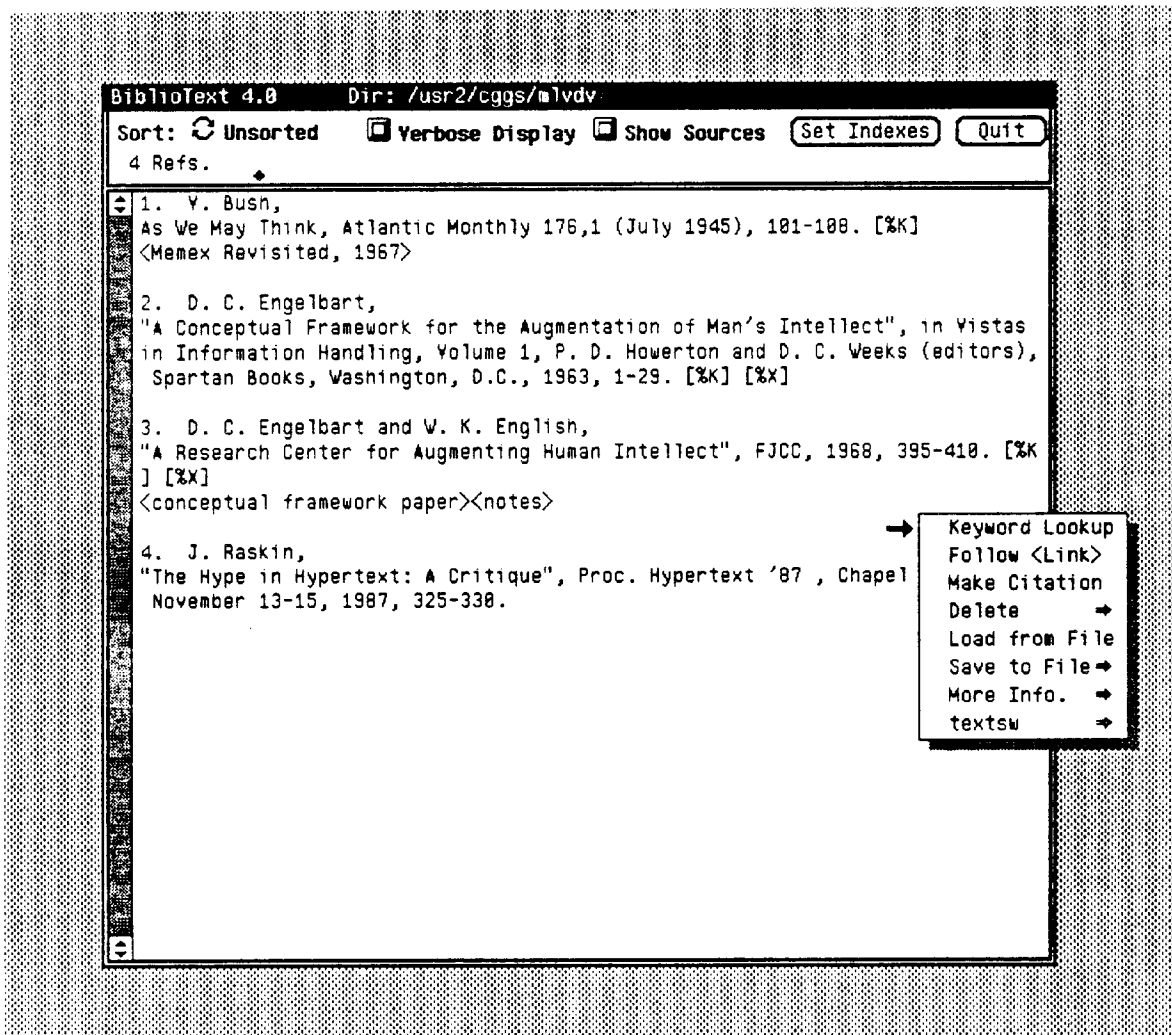 BiblioText 4.0 Dir: /usr2/cggs/mlvdv
Sort: Unsorted Verbose Display Show Sources Set Indexes Quit
4 Refs.
1. V. Bush,
As We May Think, Atlantic Monthly 176,1 (July 1945), 101-108. [%K]
<Memex Revisited, 1967>
2. D. C. Engelbart,
"A Conceptual Framework for the Augmentation of Man's Intellect", in Vistas
in Information Handling, Volume 1, P. D. Howerton and D. C. Weeks (editors),
Spartan Books, Washington, D.C., 1963, 1-29. [%K] [%X]
3. D. C. Engelbart and W. K. English,
"A Research Center for Augmenting Human Intellect", FJCC, 1968, 395-410. [%K
] [%X]
<conceptual framework paper><notes>
4. J. Raskin,
"The Hype in Hypertext: A Critique", Proc. Hypertext '87 , Chapel
November 13-15, 1987, 325-330.
Keyword Lookup
Follow <Link>
Make Citation
Delete
Load from File
Save to File
More Info.
textsw